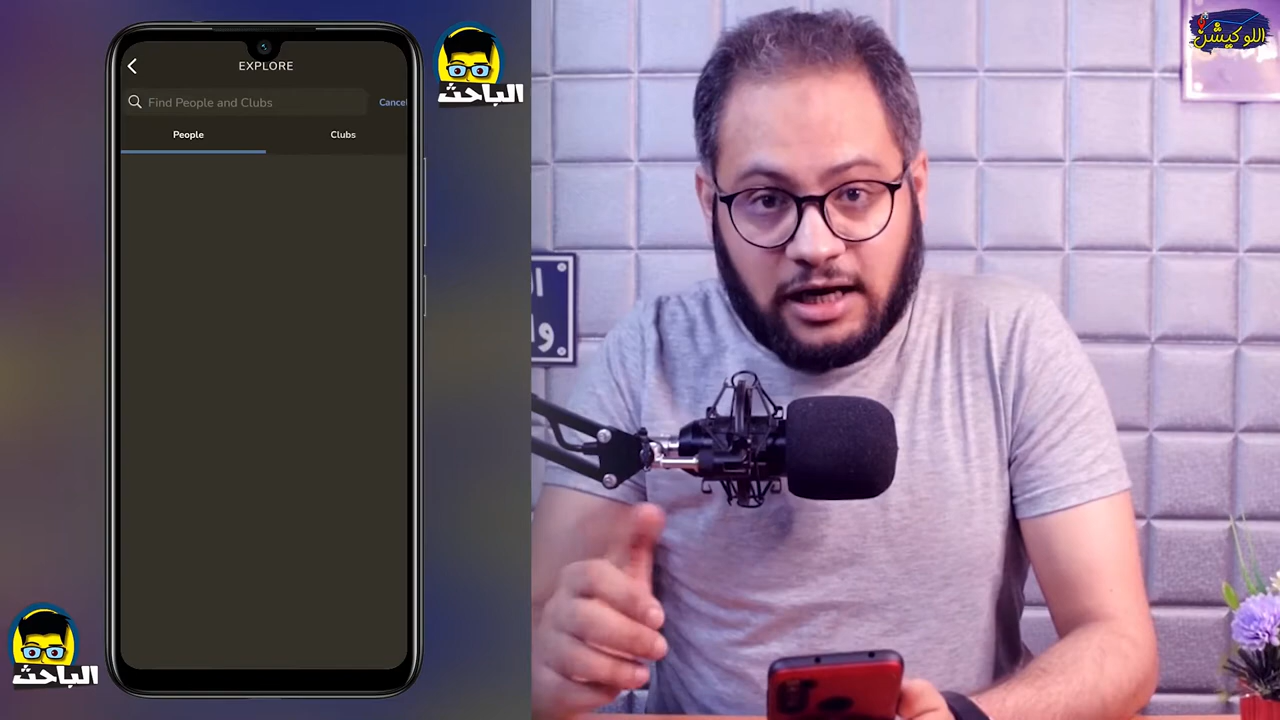 EXPLORE
Find People and Clubs
Cancel
People
Clubs
الباحث
الباحث
اللوكيشن